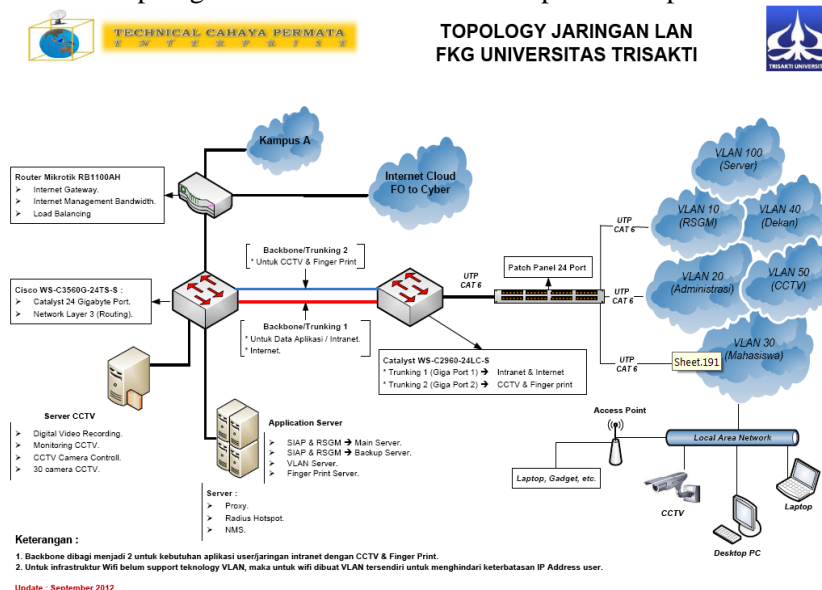 TECHNICAL CAHAYA PERMATA
ENTERPRISE
TOPOLOGY JARINGAN LAN
FKG UNIVERSITAS TRISAKTI
TRISAKTI UNIVERSITY
Kampus A
Internet Cloud
FO to Cyber
Router Mikrotik RB1100AH
➢ Internet Gateway.
➢ Internet Management Bandwidth.
➢ Load Balancing
Backbone/Trunking 2
* Untuk CCTV & Finger Print
Cisco WS-C3560G-24TS-S :
➢ Catalyst 24 Gigabyte Port.
➢ Network Layer 3 (Routing).
Backbone/Trunking 1
* Untuk Data Aplikasi / Intranet.
* Internet.
UTP
CAT 6
Patch Panel 24 Port
UTP
CAT 6
UTP
CAT 6
UTP
CAT 6
VLAN 100
(Server)
VLAN 10
(RSGM)
VLAN 40
(Dekan)
VLAN 20
(Administrasi)
VLAN 50
(CCTV)
VLAN 30
(Mahasiswa)
Sheet.191
Catalyst WS-C2960-24LC-S
* Trunking 1 (Giga Port 1) ➔ Intranet & Internet
* Trunking 2 (Giga Port 2) ➔ CCTV & Finger print
Server CCTV
➢ Digital Video Recording.
➢ Monitoring CCTV.
➢ CCTV Camera Controll.
➢ 30 camera CCTV.
Application Server
➢ SIAP & RSGM ➔ Main Server.
➢ SIAP & RSGM ➔ Backup Server.
➢ VLAN Server.
➢ Finger Print Server.
Server :
➢ Proxy.
➢ Radius Hotspot.
➢ NMS.
Access Point
Local Area Network
Laptop, Gadget, etc.
CCTV
Desktop PC
Laptop
Keterangan :
1. Backbone dibagi menjadi 2 untuk kebutuhan aplikasi user/jaringan intranet dengan CCTV & Finger Print.
2. Untuk infrastruktur Wifi belum support teknology VLAN, maka untuk wifi dibuat VLAN tersendiri untuk menghindari keterbatasan IP Address user.
Update : September 2012